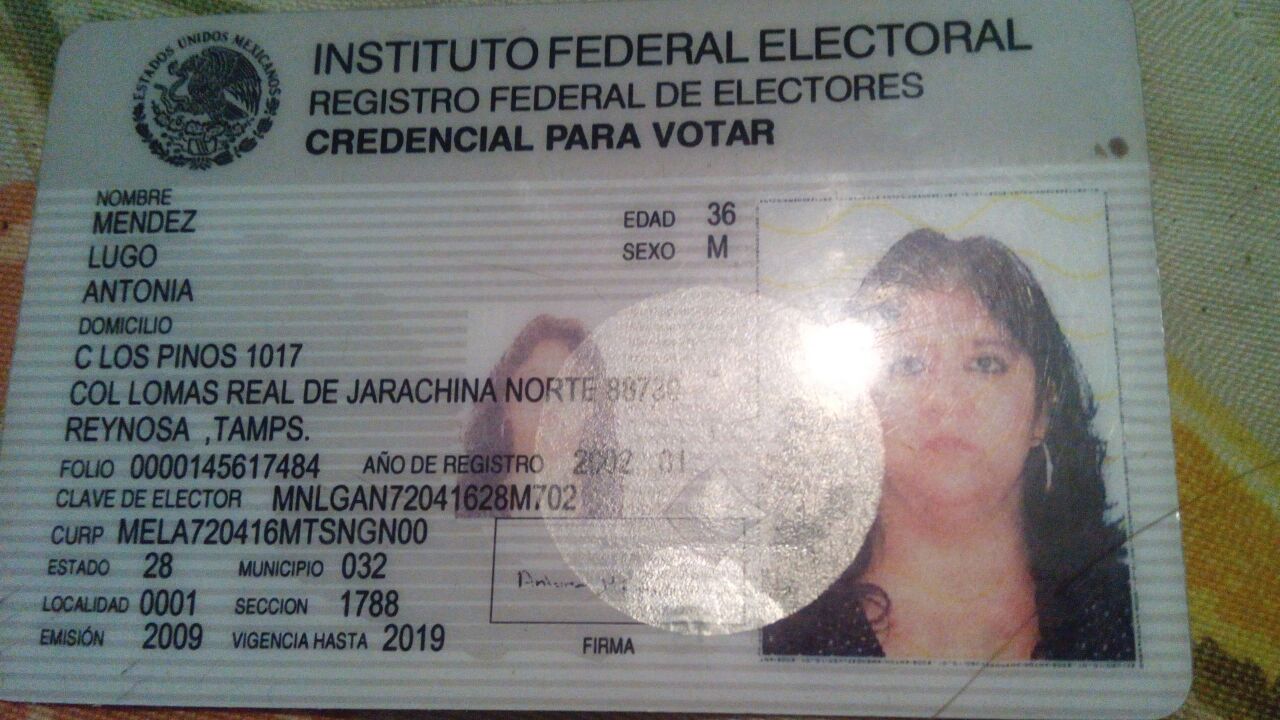 ESTADOS UNIDOS MEXICANOS
INSTITUTO FEDERAL ELECTORAL
REGISTRO FEDERAL DE ELECTORES
CREDENCIAL PARA VOTAR
NOMBRE
MENDEZ
LUGO
ANTONIA
EDAD 36
SEXO M
DOMICILIO
C LOS PINOS 1017
COL LOMAS REAL DE JARACHINA NORTE
REYNOSA ,TAMPS.
FOLIO 0000145617484 AÑO DE REGISTRO 2002 01
CLAVE DE ELECTOR MNLGAN72041628M702
CURP MELA720416MTSNGN00
ESTADO 28 MUNICIPIO 032
LOCALIDAD 0001 SECCION 1788
EMISIÓN 2009 VIGENCIA HASTA 2019
FIRMA